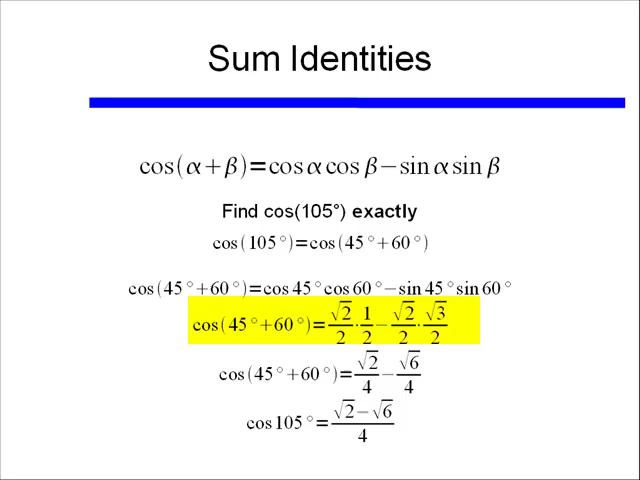 Sum Identities
cos(α+β)=cos α cos β−sin α sin β
Find cos(105°) exactly
cos(105°)=cos(45°+60°)
cos(45°+60°)=cos 45°cos 60°−sin 45°sin 60°
cos(45°+60°)=√2/2·1/2−√2/2·√3/2
cos(45°+60°)=√2/4−√6/4
cos 105°=(√2−√6)/4